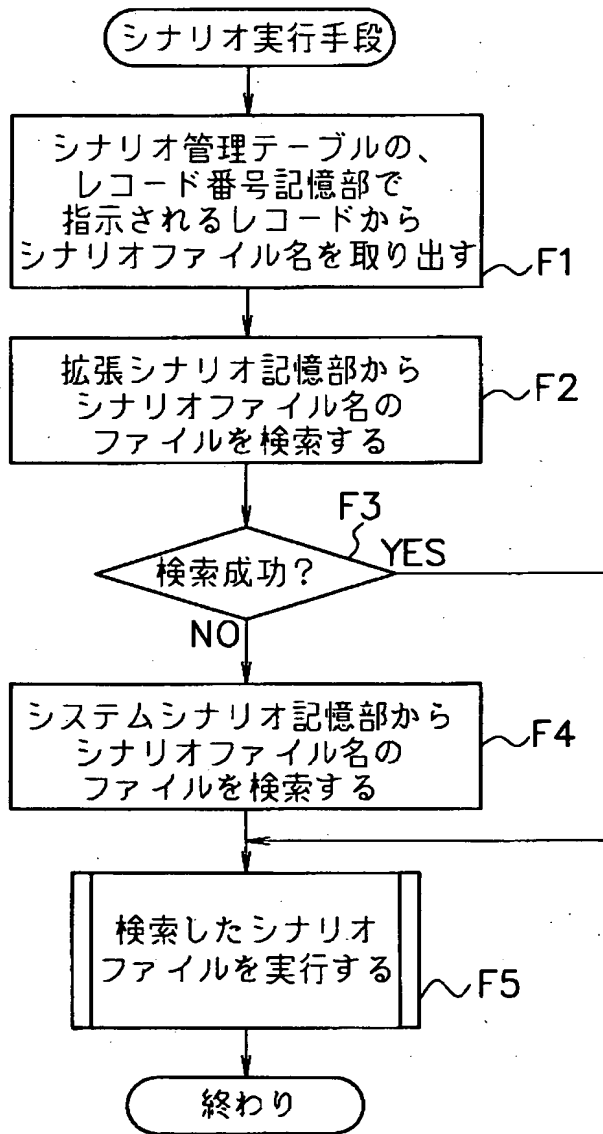 シナリオ実行手段
シナリオ管理テーブルの、
レコード番号記憶部で
指示されるレコードから
シナリオファイル名を取り出す
F1
拡張シナリオ記憶部から
シナリオファイル名の
ファイルを検索する
F2
F3
検索成功?
YES
NO
システムシナリオ記憶部から
シナリオファイル名の
ファイルを検索する
F4
検索したシナリオ
ファイルを実行する
F5
終わり